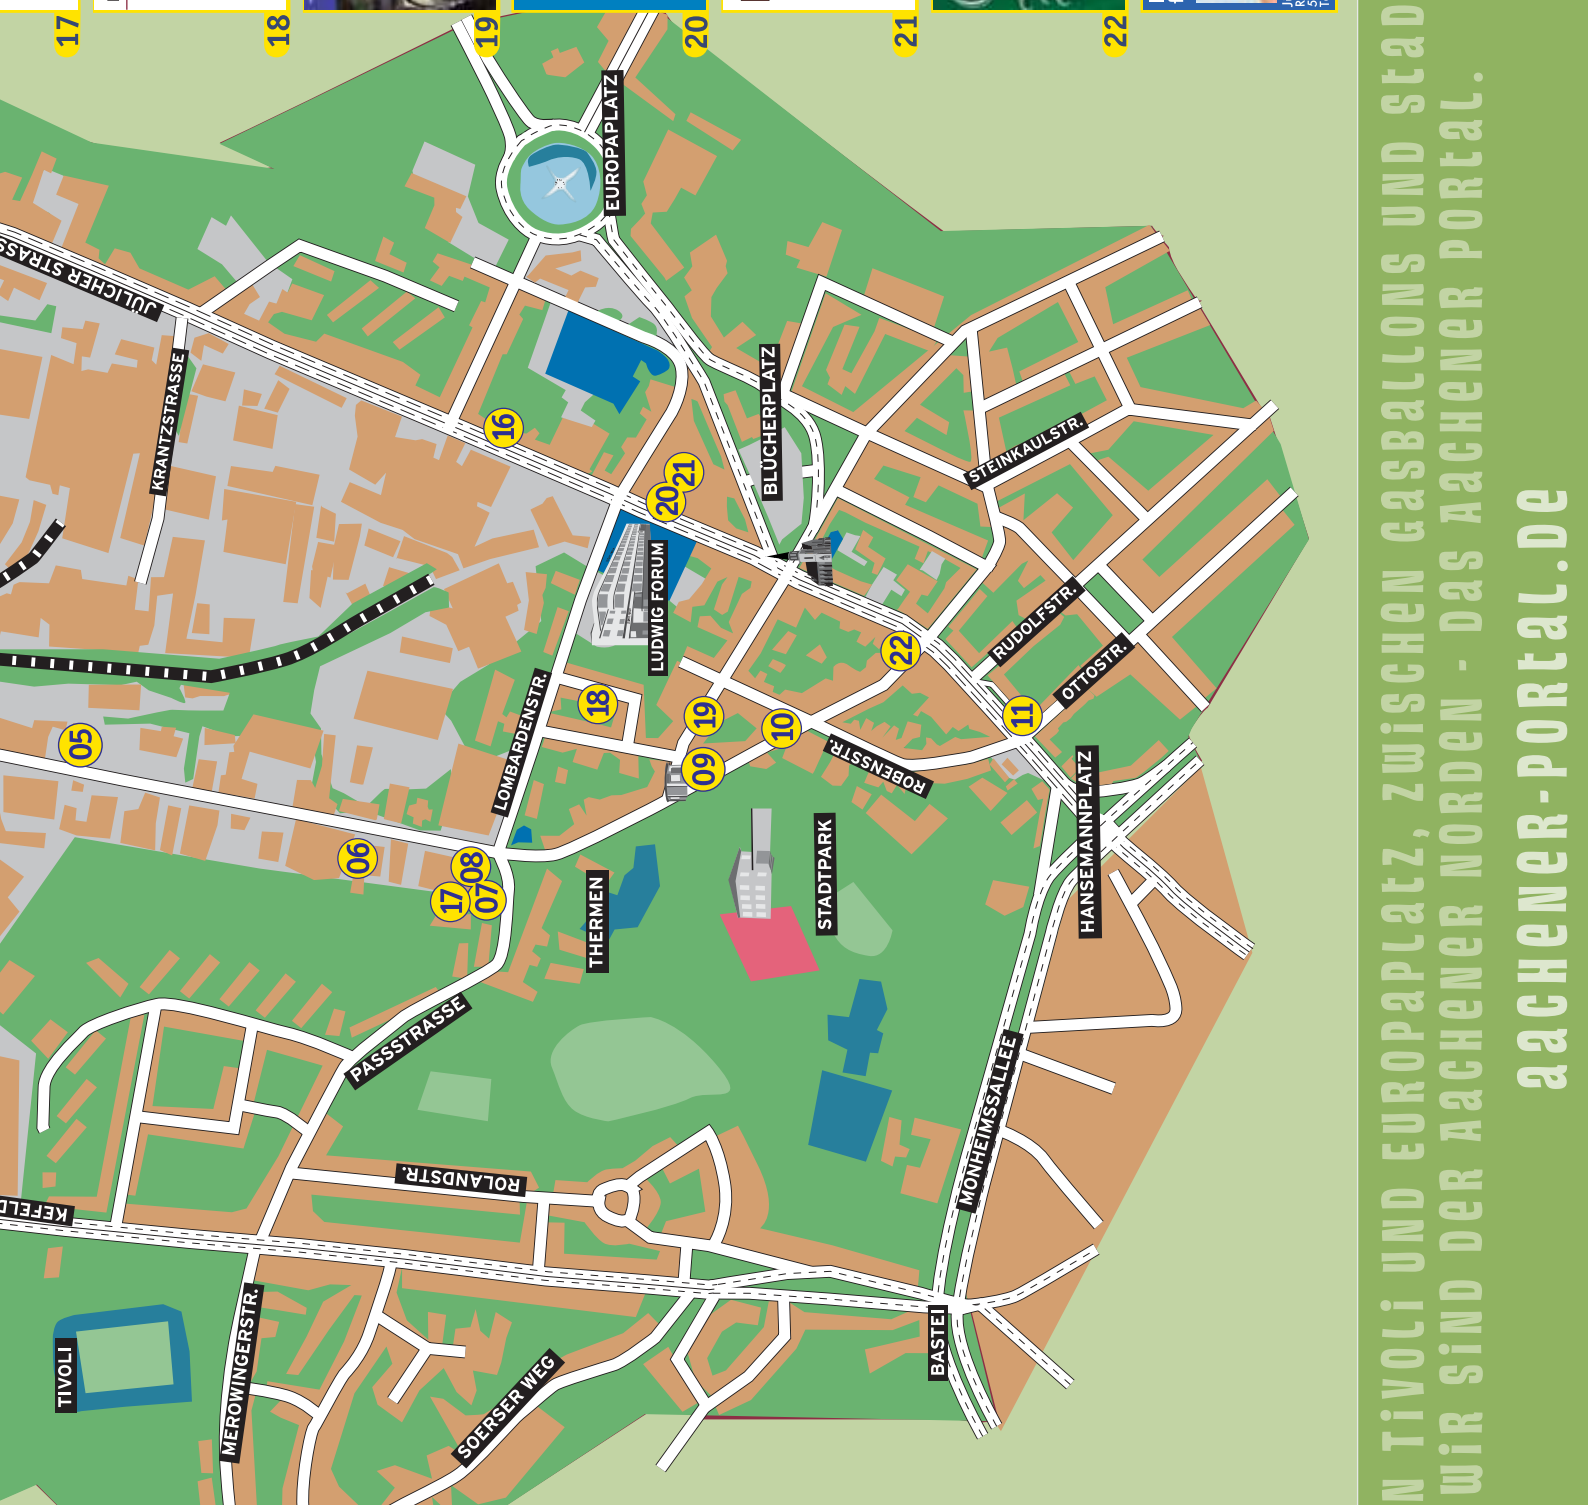 17
18
19
20
21
22
EUROPAPLATZ
JÜLICHER STRASS
KRANTZSTRASSE
BLÜCHERPLATZ
STEINKAULSTR.
16
21
20
LUDWIG FORUM
RUDOLFSTR.
OTTOSTR.
22
LOMBARDENSTR.
18
19
10
11
09
05
ROBENSSTR.
HANSEMANNPLATZ
06
08
17
07
THERMEN
STADTPARK
PASSSTRASSE
MONHEIMSSALLEE
ROLANDSTR.
KEFELD
TIVOLI
MEROWINGERSTR.
SOERSER WEG
BASTEI
N TiVOLi UND EUROPAPLatZ, ZWiSCHEN GaSBaLLONS UND StaD
WiR SiND DeR AaCHeNeR NORDeN - DaS AaCHeNeR PORtaL.
aaCHeNeR-PORtaL.De